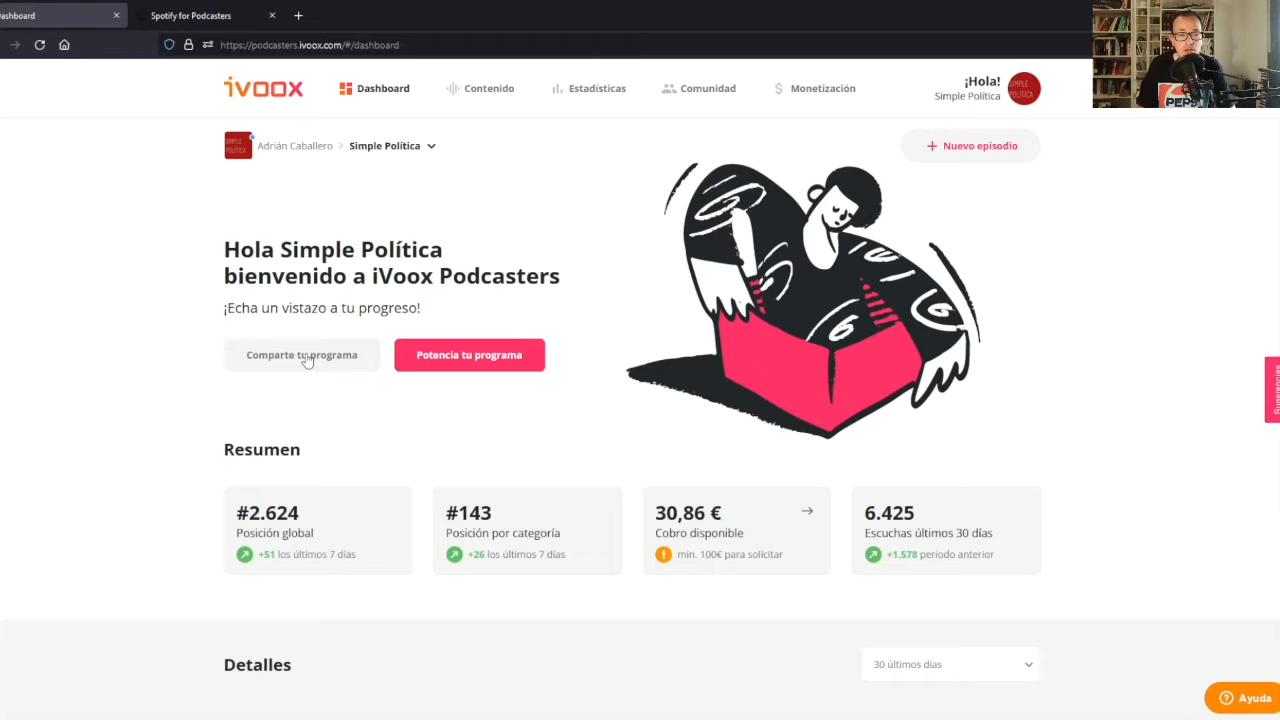 Dashboard
Spotify for Podcasters
https://podcasters.ivoox.com/#/dashboard
iVOOX
Dashboard
Contenido
Estadísticas
Comunidad
Monetización
¡Hola!
Simple Política
SIMPLE
POLÍTICA
Adrián Caballero
Simple Política
Nuevo episodio
Hola Simple Política
bienvenido a iVoox Podcasters
¡Echa un vistazo a tu progreso!
Comparte tu programa
Potencia tu programa
Sugerencias
Resumen
#2.624
Posición global
+51 los últimos 7 días
#143
Posición por categoría
+26 los últimos 7 días
30,86 €
Cobro disponible
min. 100€ para solicitar
6.425
Escuchas últimos 30 días
+1.578 periodo anterior
Detalles
30 últimos días
Ayuda
PEPS